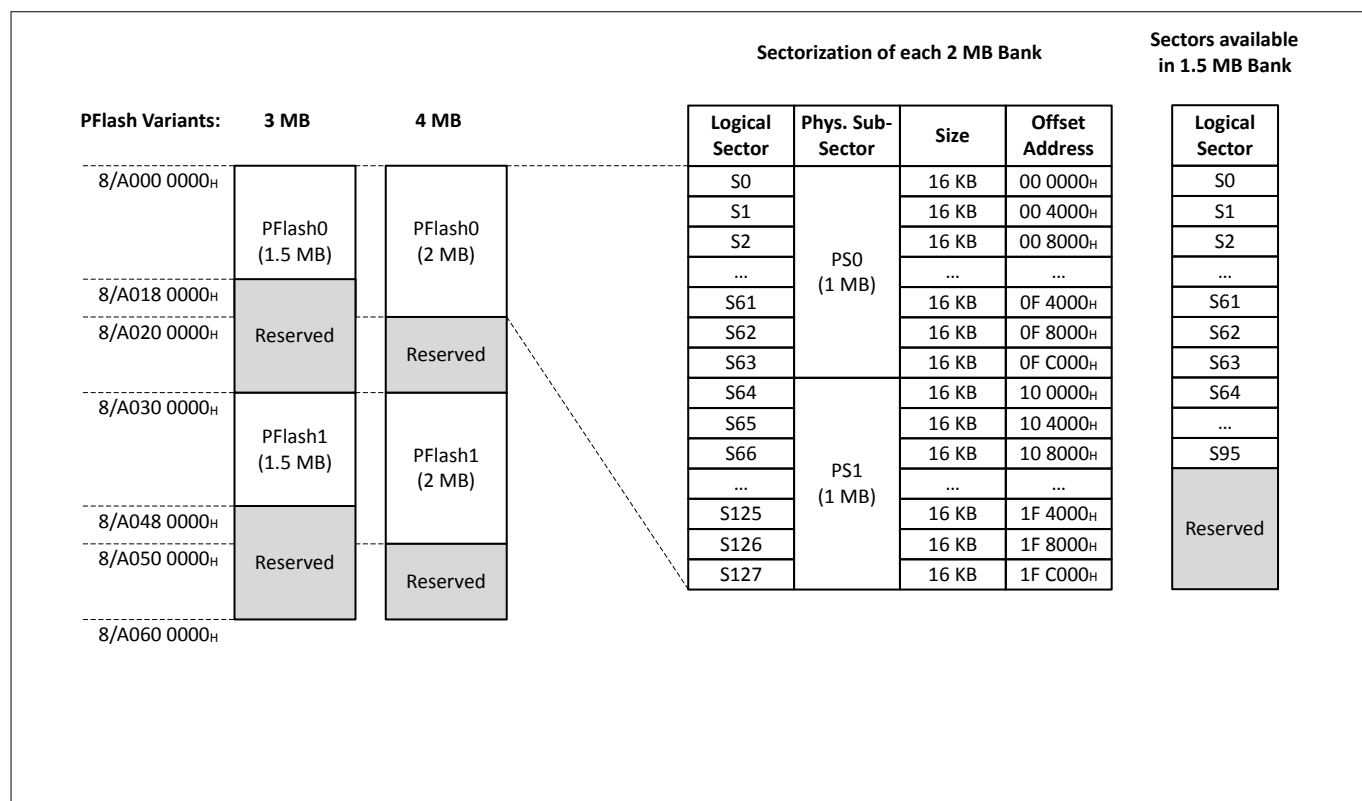 Sectorization of each 2 MB Bank
Sectors available
in 1.5 MB Bank
PFlash Variants: 3 MB 4 MB
8/A000 0000H
8/A018 0000H
8/A020 0000H
8/A030 0000H
8/A048 0000H
8/A050 0000H
8/A060 0000H
PFlash0
(1.5 MB)
Reserved
PFlash1
(1.5 MB)
Reserved
PFlash0
(2 MB)
Reserved
PFlash1
(2 MB)
Reserved
Logical
Sector
Phys. Sub-
Sector
Size
Offset
Address
S0 16 KB 00 0000H
S1 16 KB 00 4000H
S2 16 KB 00 8000H
... ... ...
S61 16 KB 0F 4000H
S62 16 KB 0F 8000H
S63 16 KB 0F C000H
PS0
(1 MB)
S64 16 KB 10 0000H
S65 16 KB 10 4000H
S66 16 KB 10 8000H
... ... ...
S125 16 KB 1F 4000H
S126 16 KB 1F 8000H
S127 16 KB 1F C000H
PS1
(1 MB)
Logical
Sector
S0
S1
S2
...
S61
S62
S63
S64
...
S95
Reserved